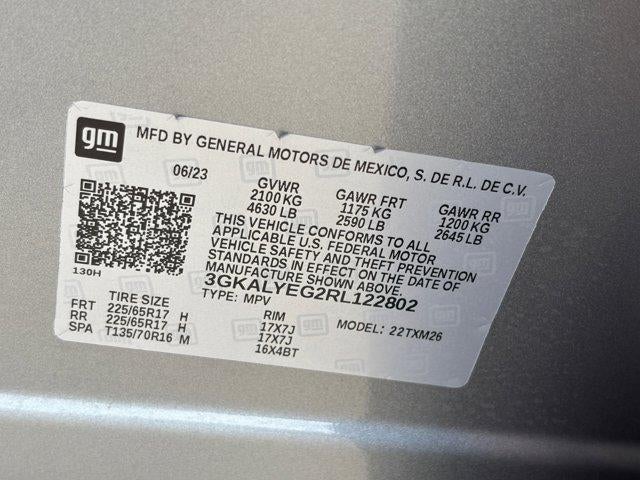 gm MFD BY GENERAL MOTORS DE MEXICO, S. DE R.L. DE C.V.
06/23 GVWR GAWR FRT GAWR RR
2100 KG 1175 KG 1200 KG
4630 LB 2590 LB 2645 LB
THIS VEHICLE CONFORMS TO ALL
APPLICABLE U.S. FEDERAL MOTOR
VEHICLE SAFETY AND THEFT PREVENTION
STANDARDS IN EFFECT ON THE DATE OF
MANUFACTURE SHOWN ABOVE.
130H
3GKALYEG2RL122802
TYPE: MPV
TIRE SIZE RIM
FRT 225/65R17 H 17X7J
RR 225/65R17 H 17X7J
SPA T135/70R16 M 16X4BT
MODEL: 22TXM26